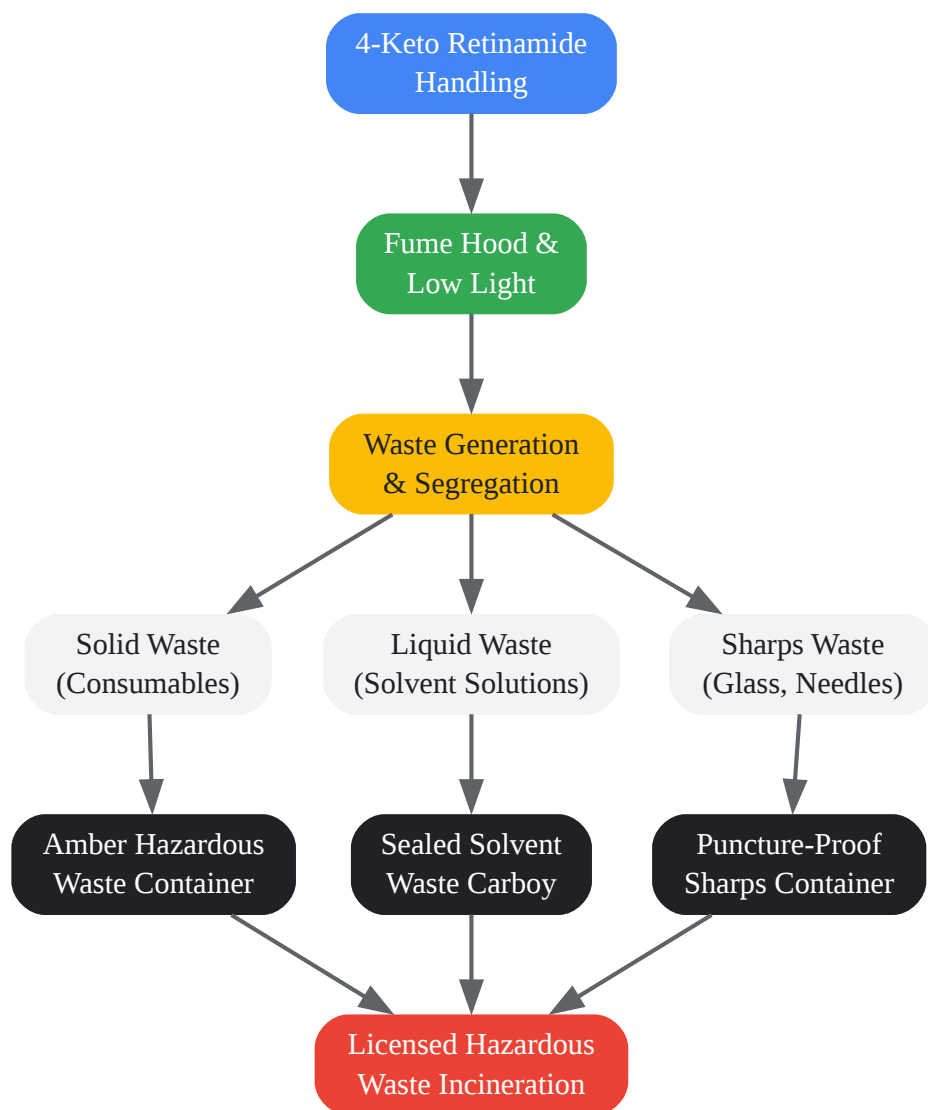 4-Keto Retinamide
Handling
Fume Hood &
Low Light
Waste Generation
& Segregation
Solid Waste
(Consumables)
Liquid Waste
(Solvent Solutions)
Sharps Waste
(Glass, Needles)
Amber Hazardous
Waste Container
Sealed Solvent
Waste Carboy
Puncture-Proof
Sharps Container
Licensed Hazardous
Waste Incineration